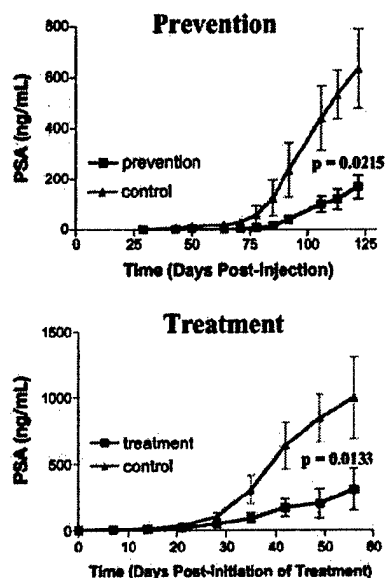 Prevention
800
600
400
200
0
PSA (ng/mL)
prevention
control
p = 0.0215
0 25 50 75 100 125
Time (Days Post-Injection)
Treatment
1500
1000
500
0
PSA (ng/mL)
treatment
control
p = 0.0133
0 10 20 30 40 50 60
Time (Days Post-Initiation of Treatment)